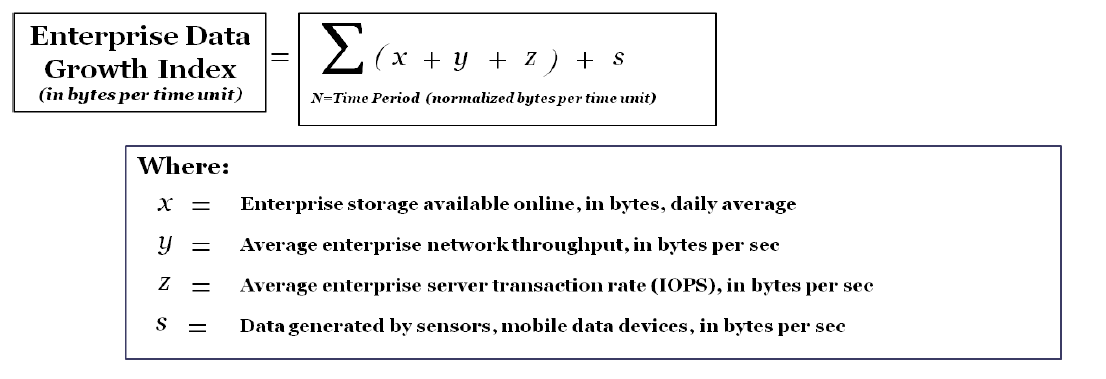 Enterprise Data
Growth Index
(in bytes per time unit)
=
∑ (x + y + z) + s
N=Time Period (normalized bytes per time unit)
Where:
x = Enterprise storage available online, in bytes, daily average
y = Average enterprise network throughput, in bytes per sec
z = Average enterprise server transaction rate (IOPS), in bytes per sec
s = Data generated by sensors, mobile data devices, in bytes per sec